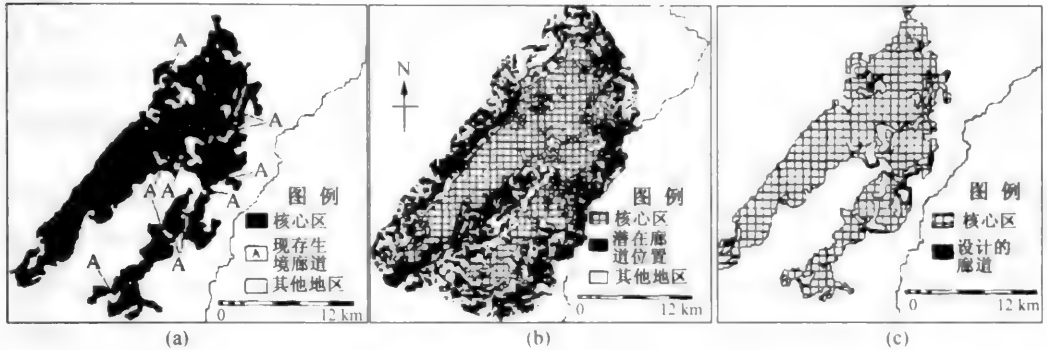 A
A
A
A A
A
A
A
图 例
核心区
A 现存生
境廊道
其他地区
0 12 km
(a)
N
图 例
核心区
潜在廊
道位置
其他地区
0 12 km
(b)
图 例
核心区
设计的
廊道
0 12 km
(c)